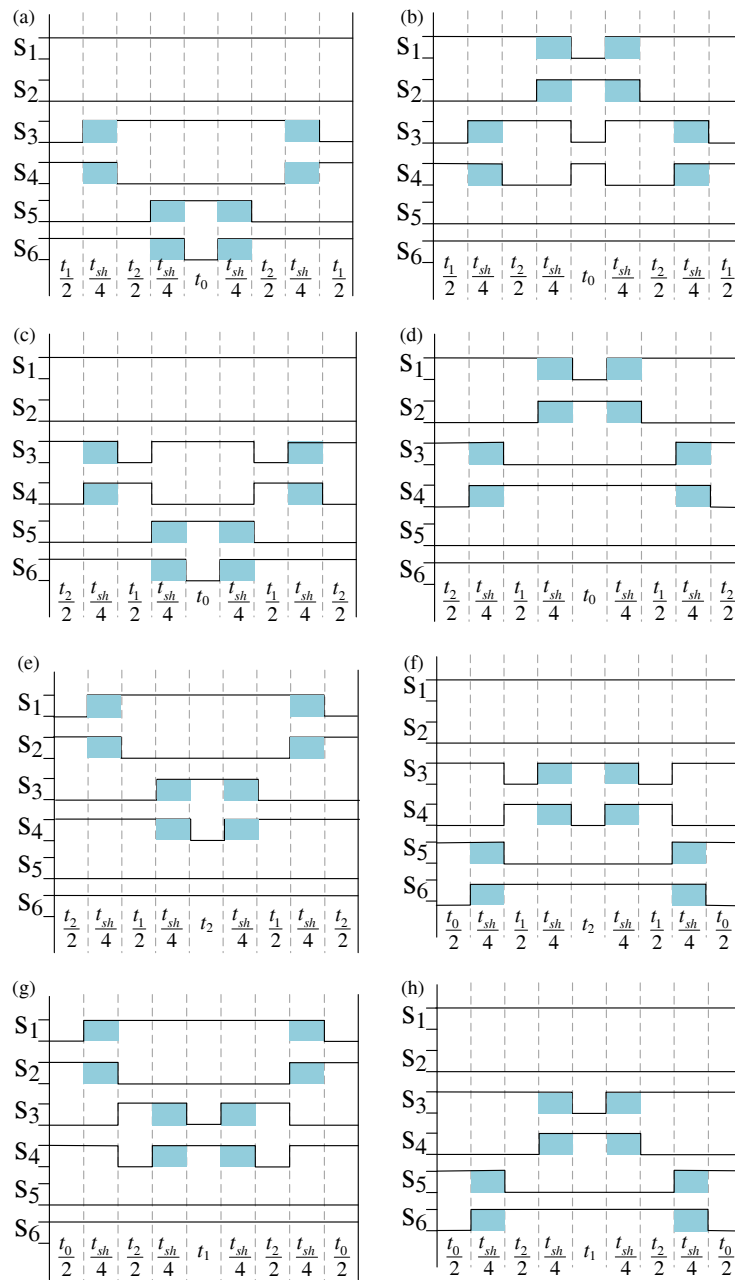 (a)
S1
S2
S3
S4
S5
S6
t1/2 tsh/4 t2/2 tsh/4 t0 tsh/4 t2/2 tsh/4 t1/2
(b)
S1
S2
S3
S4
S5
S6
t1/2 tsh/4 t2/2 tsh/4 t0 tsh/4 t2/2 tsh/4 t1/2
(c)
S1
S2
S3
S4
S5
S6
t2/2 tsh/4 t1/2 tsh/4 t0 tsh/4 t1/2 tsh/4 t2/2
(d)
S1
S2
S3
S4
S5
S6
t2/2 tsh/4 t1/2 tsh/4 t0 tsh/4 t1/2 tsh/4 t2/2
(e)
S1
S2
S3
S4
S5
S6
t2/2 tsh/4 t1/2 tsh/4 t2 tsh/4 t1/2 tsh/4 t2/2
(f)
S1
S2
S3
S4
S5
S6
t0/2 tsh/4 t1/2 tsh/4 t2 tsh/4 t1/2 tsh/4 t0/2
(g)
S1
S2
S3
S4
S5
S6
t0/2 tsh/4 t2/2 tsh/4 t1 tsh/4 t2/2 tsh/4 t0/2
(h)
S1
S2
S3
S4
S5
S6
t0/2 tsh/4 t2/2 tsh/4 t1 tsh/4 t2/2 tsh/4 t0/2